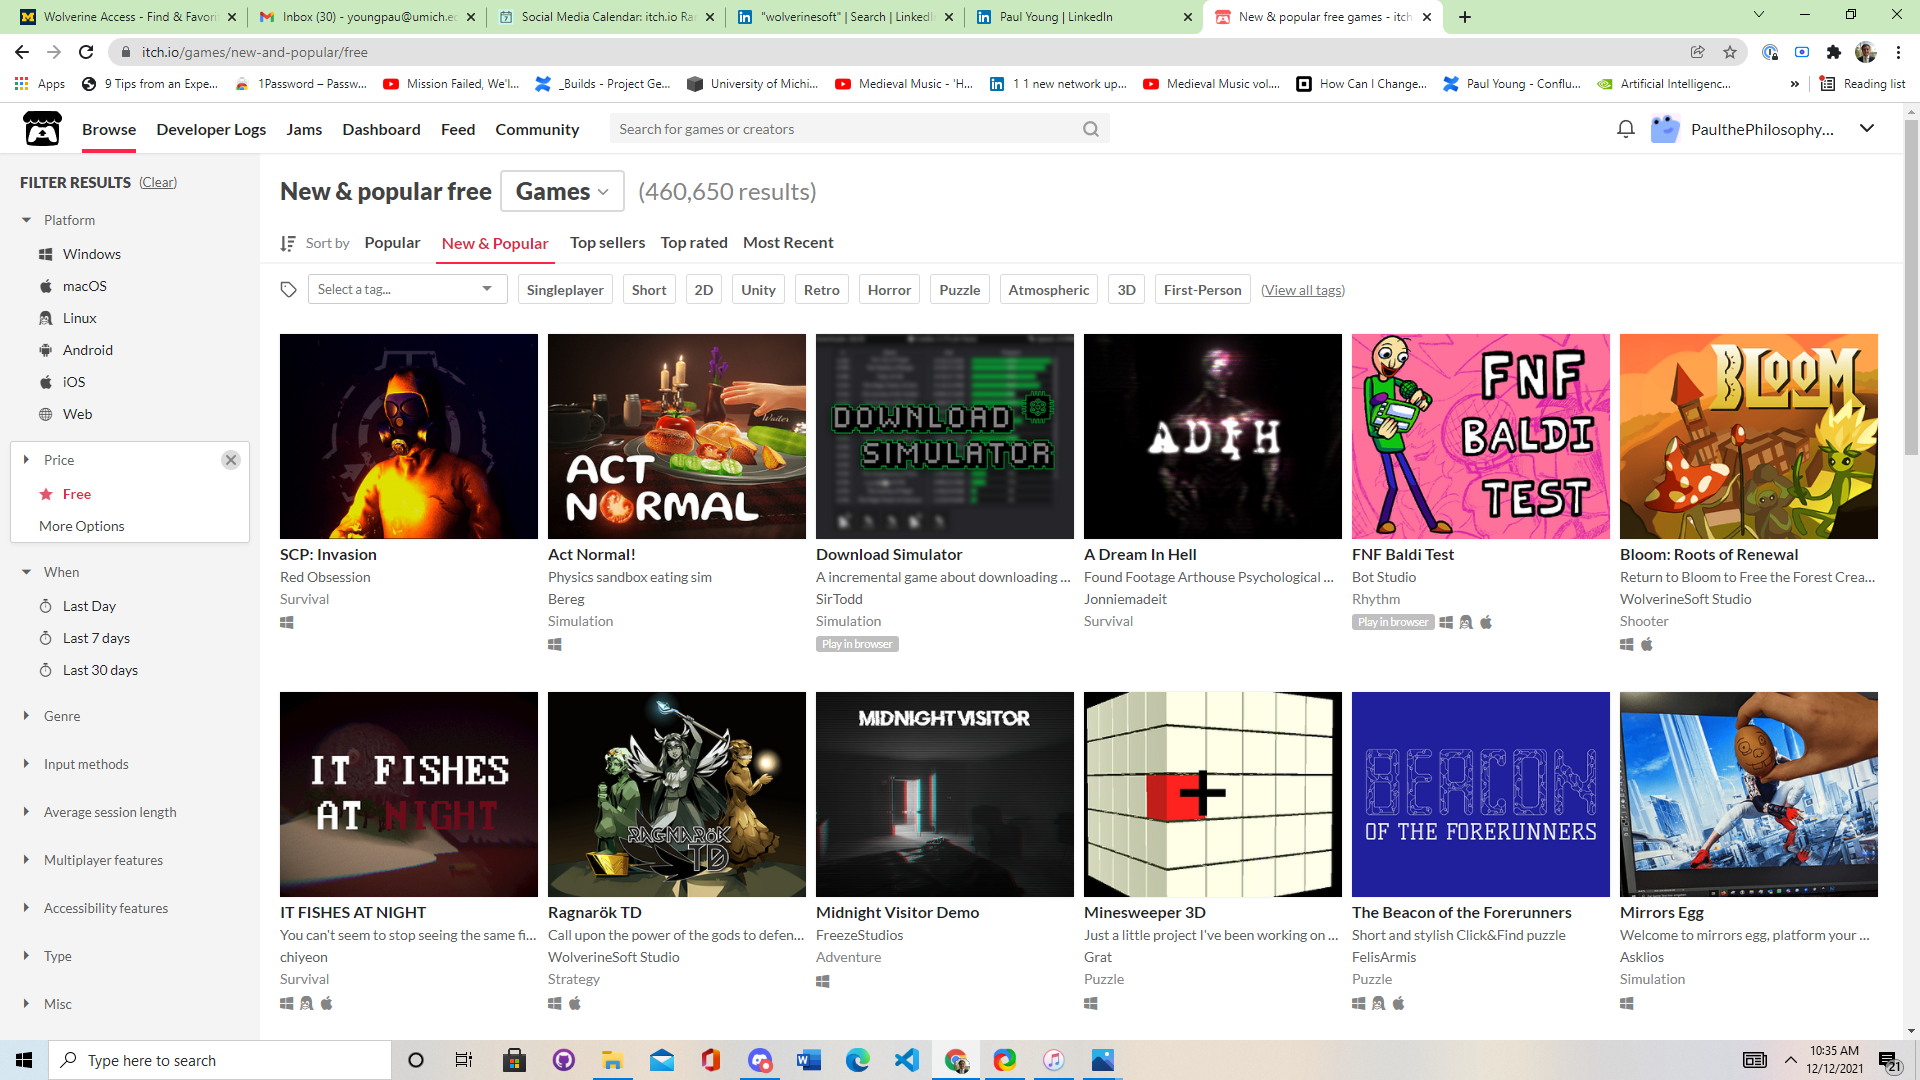 Wolverine Access - Find & Favori
Inbox (30) - youngpau@umich.ed
Social Media Calendar: itch.io Ra
"wolverinesoft" | Search | LinkedIn
Paul Young | LinkedIn
New & popular free games - itch
itch.io/games/new-and-popular/free
Apps
9 Tips from an Expe...
1Password – Passw...
Mission Failed, We'l...
_Builds - Project Ge...
University of Michi...
Medieval Music - 'H...
1 1 new network up...
Medieval Music vol....
How Can I Change...
Paul Young - Conflu...
Artificial Intelligenc...
»
Reading list
Browse
Developer Logs
Jams
Dashboard
Feed
Community
Search for games or creators
PaulthePhilosophy...
FILTER RESULTS (Clear)
Platform
Windows
macOS
Linux
Android
iOS
Web
Price
Free
More Options
When
Last Day
Last 7 days
Last 30 days
Genre
Input methods
Average session length
Multiplayer features
Accessibility features
Type
Misc
New & popular free Games (460,650 results)
Sort by Popular New & Popular Top sellers Top rated Most Recent
Select a tag... Singleplayer Short 2D Unity Retro Horror Puzzle Atmospheric 3D First-Person (View all tags)
SCP: Invasion
Red Obsession
Survival
Waiter
ACT
NORMAL
Act Normal!
Physics sandbox eating sim
Bereg
Simulation
DOWNLOAD
SIMULATOR
Download Simulator
A incremental game about downloading ...
SirTodd
Simulation
Play in browser
ADIH
A Dream In Hell
Found Footage Arthouse Psychological ...
Jonniemadeit
Survival
FNF
BALDI
TEST
FNF Baldi Test
Bot Studio
Rhythm
Play in browser
BLOOM
Bloom: Roots of Renewal
Return to Bloom to Free the Forest Crea...
WolverineSoft Studio
Shooter
IT FISHES
AT NIGHT
IT FISHES AT NIGHT
You can't seem to stop seeing the same fi...
chiyeon
Survival
RAGNARÖK
TD
Ragnarök TD
Call upon the power of the gods to defen...
WolverineSoft Studio
Strategy
MIDNIGHT VISITOR
Midnight Visitor Demo
FreezeStudios
Adventure
Minesweeper 3D
Just a little project I've been working on ...
Grat
Puzzle
BEACON
OF THE FORERUNNERS
The Beacon of the Forerunners
Short and stylish Click&Find puzzle
FelisArmis
Puzzle
Mirrors Egg
Welcome to mirrors egg, platform your ...
Asklios
Simulation
Type here to search
10:35 AM
12/12/2021
21